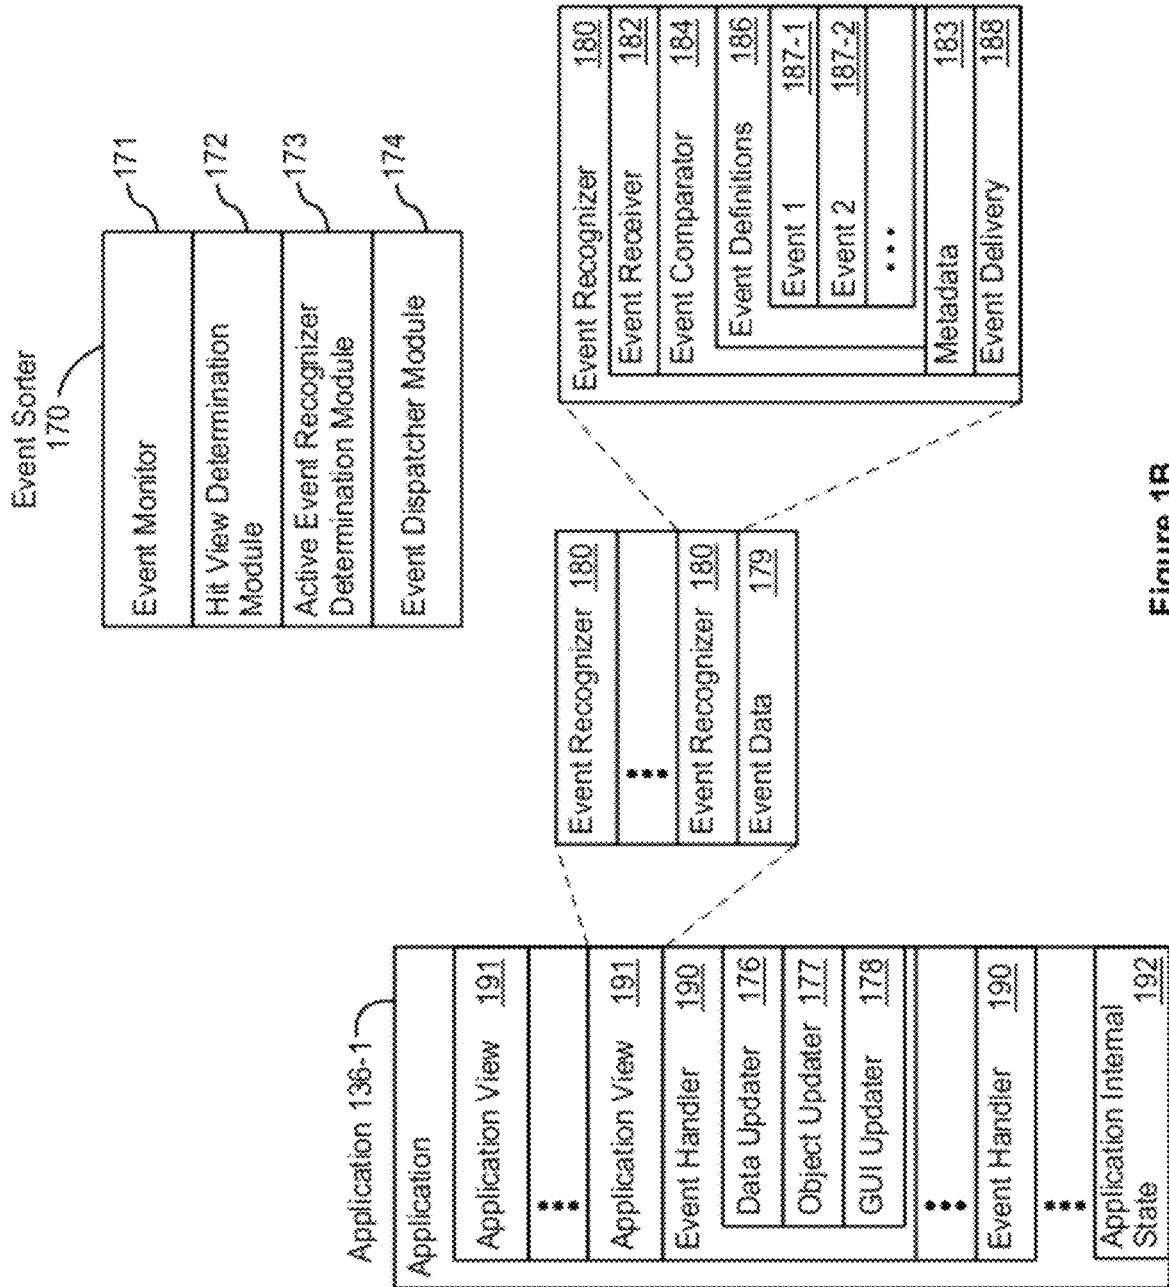 Event Sorter
170
Event Monitor
171
Hit View Determination
Module
172
Active Event Recognizer
Determination Module
173
Event Dispatcher Module
174
Application 136-1
Application
Application View 191
•••
Application View 191
Event Handler 190
Data Updater 176
Object Updater 177
GUI Updater 178
•••
Event Handler 190
•••
Application Internal
State 192
Event Recognizer 180
•••
Event Recognizer 180
Event Data 179
Event Recognizer 180
Event Receiver 182
Event Comparator 184
Event Definitions 186
Event 1 187-1
Event 2 187-2
•••
Metadata 183
Event Delivery 188
Figure 1B